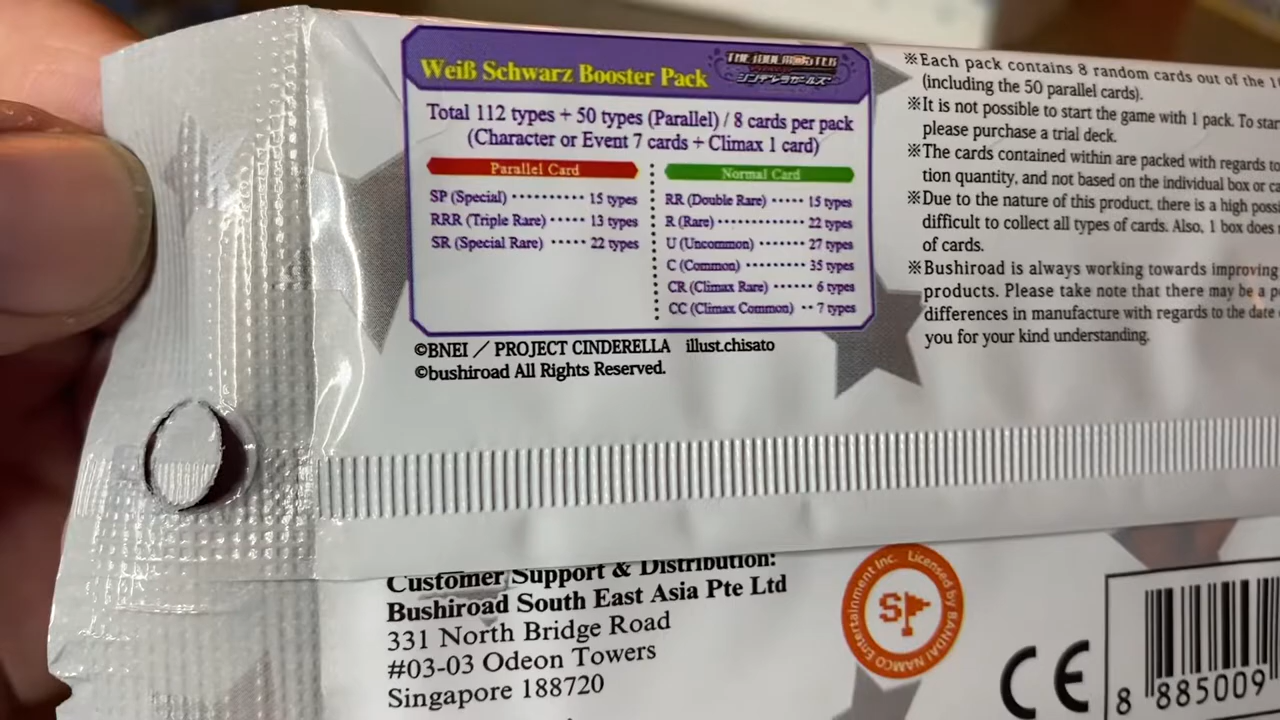 Weiß Schwarz Booster Pack
THE IDOLM@STER
シンデレラガールズ
Total 112 types + 50 types (Parallel) / 8 cards per pack
(Character or Event 7 cards + Climax 1 card)
Parallel Card
SP (Special) ·········· 15 types
RRR (Triple Rare) ····· 13 types
SR (Special Rare) ····· 22 types
Normal Card
RR (Double Rare) ····· 15 types
R (Rare) ·············· 22 types
U (Uncommon) ······· 27 types
C (Common) ········· 35 types
CR (Climax Rare) ······ 6 types
CC (Climax Common) ·· 7 types
©BNEI ／ PROJECT CINDERELLA illust.chisato
©bushiroad All Rights Reserved.
※Each pack contains 8 random cards out of the
(including the 50 parallel cards).
※It is not possible to start the game with 1 pack. To star
please purchase a trial deck.
※The cards contained within are packed with regards to
tion quantity, and not based on the individual box or ca
※Due to the nature of this product, there is a high possi
difficult to collect all types of cards. Also, 1 box does
of cards.
※Bushiroad is always working towards improving
products. Please take note that there may be a p
differences in manufacture with regards to the date
you for your kind understanding.
Customer Support & Distribution:
Bushiroad South East Asia Pte Ltd
331 North Bridge Road
#03-03 Odeon Towers
Singapore 188720
Licensed by BANDAI NAMCO Entertainment Inc.
CE
8 885009